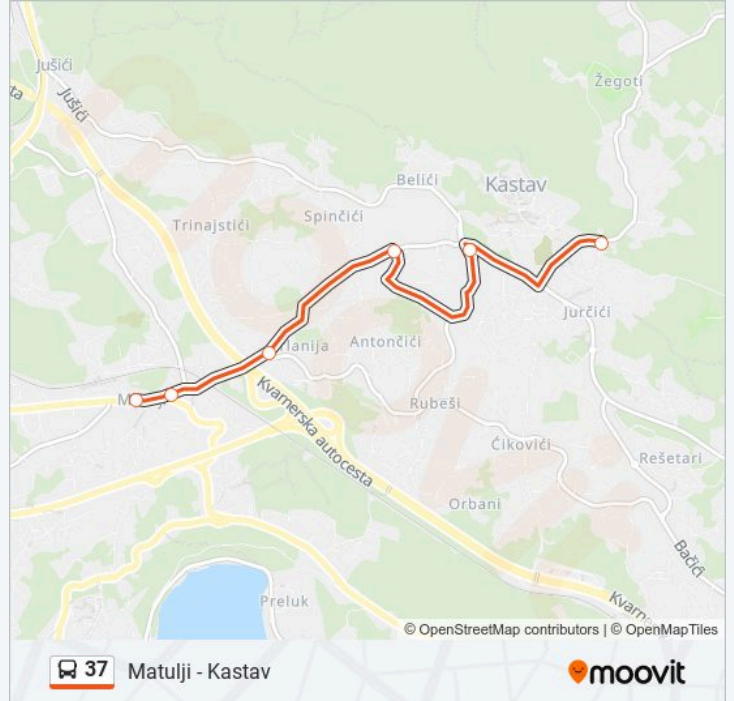 Jušići
Žegoti
Jušići
Belići
Kastav
Spinčići
Trinajstići
Jurčići
Antončići
Kvarnerska autocesta
Rubeši
Ćikovići
Rešetari
Orbani
Bačići
Preluk
© OpenStreetMap contributors | © OpenMapTiles
37 Matulji - Kastav
moovit